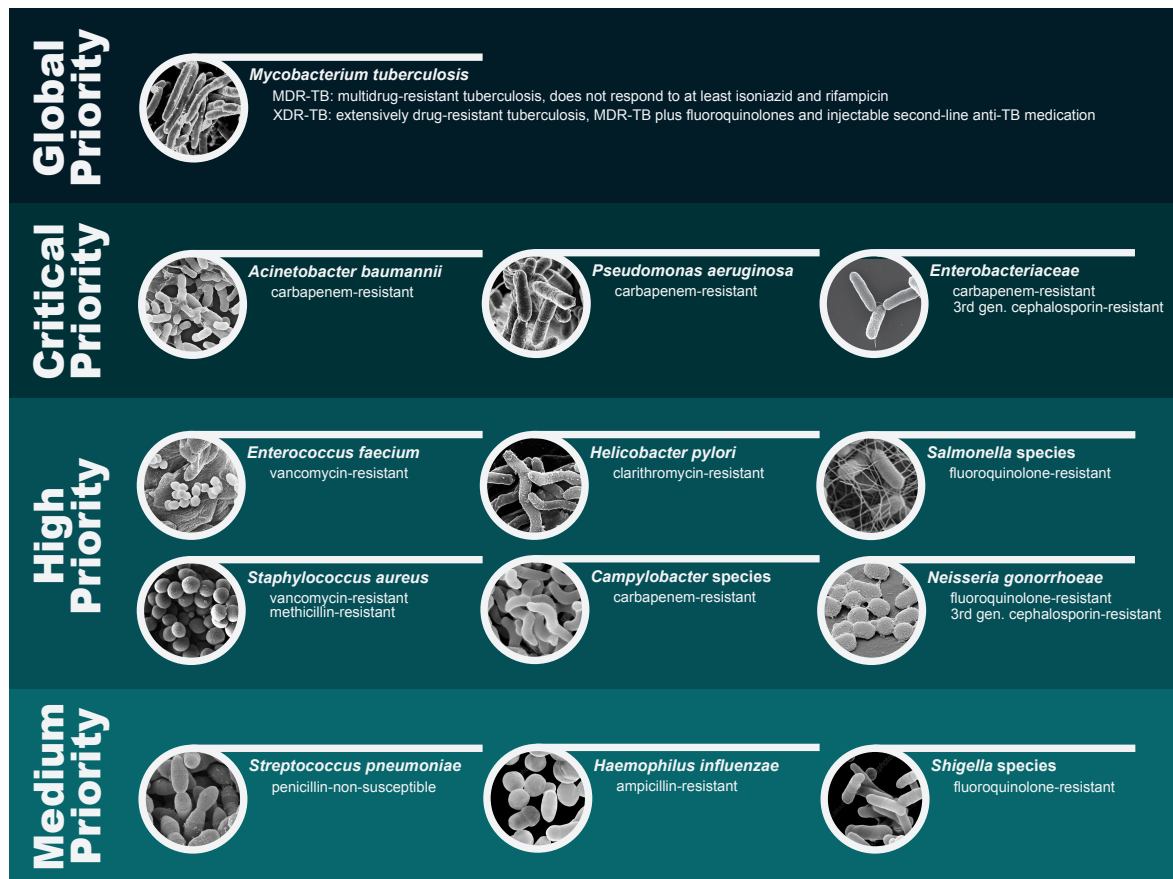 Global
Priority
Mycobacterium tuberculosis
MDR-TB: multidrug-resistant tuberculosis, does not respond to at least isoniazid and rifampicin
XDR-TB: extensively drug-resistant tuberculosis, MDR-TB plus fluoroquinolones and injectable second-line anti-TB medication
Critical
Priority
Acinetobacter baumannii
carbapenem-resistant
Pseudomonas aeruginosa
carbapenem-resistant
Enterobacteriaceae
carbapenem-resistant
3rd gen. cephalosporin-resistant
High
Priority
Enterococcus faecium
vancomycin-resistant
Helicobacter pylori
clarithromycin-resistant
Salmonella species
fluoroquinolone-resistant
Staphylococcus aureus
vancomycin-resistant
methicillin-resistant
Campylobacter species
carbapenem-resistant
Neisseria gonorrhoeae
fluoroquinolone-resistant
3rd gen. cephalosporin-resistant
Medium
Priority
Streptococcus pneumoniae
penicillin-non-susceptible
Haemophilus influenzae
ampicillin-resistant
Shigella species
fluoroquinolone-resistant